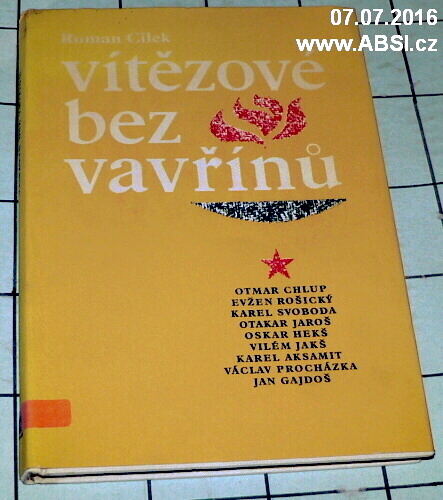 07.07.2016
www.ABSI.cz
Roman Cílek
vítězové
bez
vavřínů
OTMAR CHLUP
EVŽEN ROŠICKÝ
KAREL SVOBODA
OTAKAR JAROŠ
OSKAR HEKŠ
VILÉM JAKŠ
KAREL AKSAMIT
VÁCLAV PROCHÁZKA
JAN GAJDOŠ